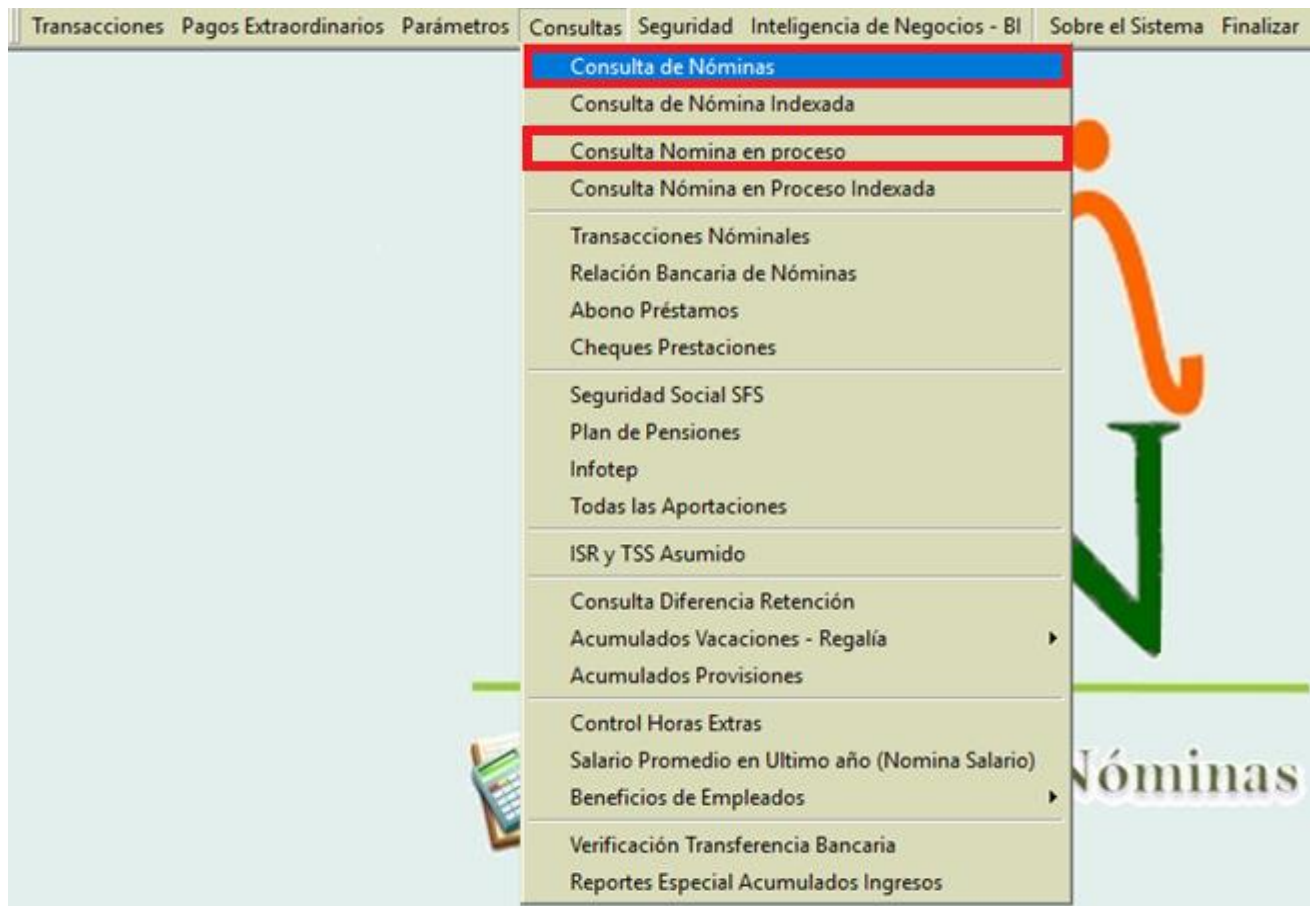 Transacciones Pagos Extraordinarios Parámetros Consultas Seguridad Inteligencia de Negocios - BI Sobre el Sistema Finalizar
Consulta de Nóminas
Consulta de Nómina Indexada
Consulta Nomina en proceso
Consulta Nómina en Proceso Indexada
Transacciones Nóminales
Relación Bancaria de Nóminas
Abono Préstamos
Cheques Prestaciones
Seguridad Social SFS
Plan de Pensiones
Infotep
Todas las Aportaciones
ISR y TSS Asumido
Consulta Diferencia Retención
Acumulados Vacaciones - Regalía
Acumulados Provisiones
Control Horas Extras
Salario Promedio en Ultimo año (Nomina Salario)
Beneficios de Empleados
Verificación Transferencia Bancaria
Reportes Especial Acumulados Ingresos
i
N
Nóminas